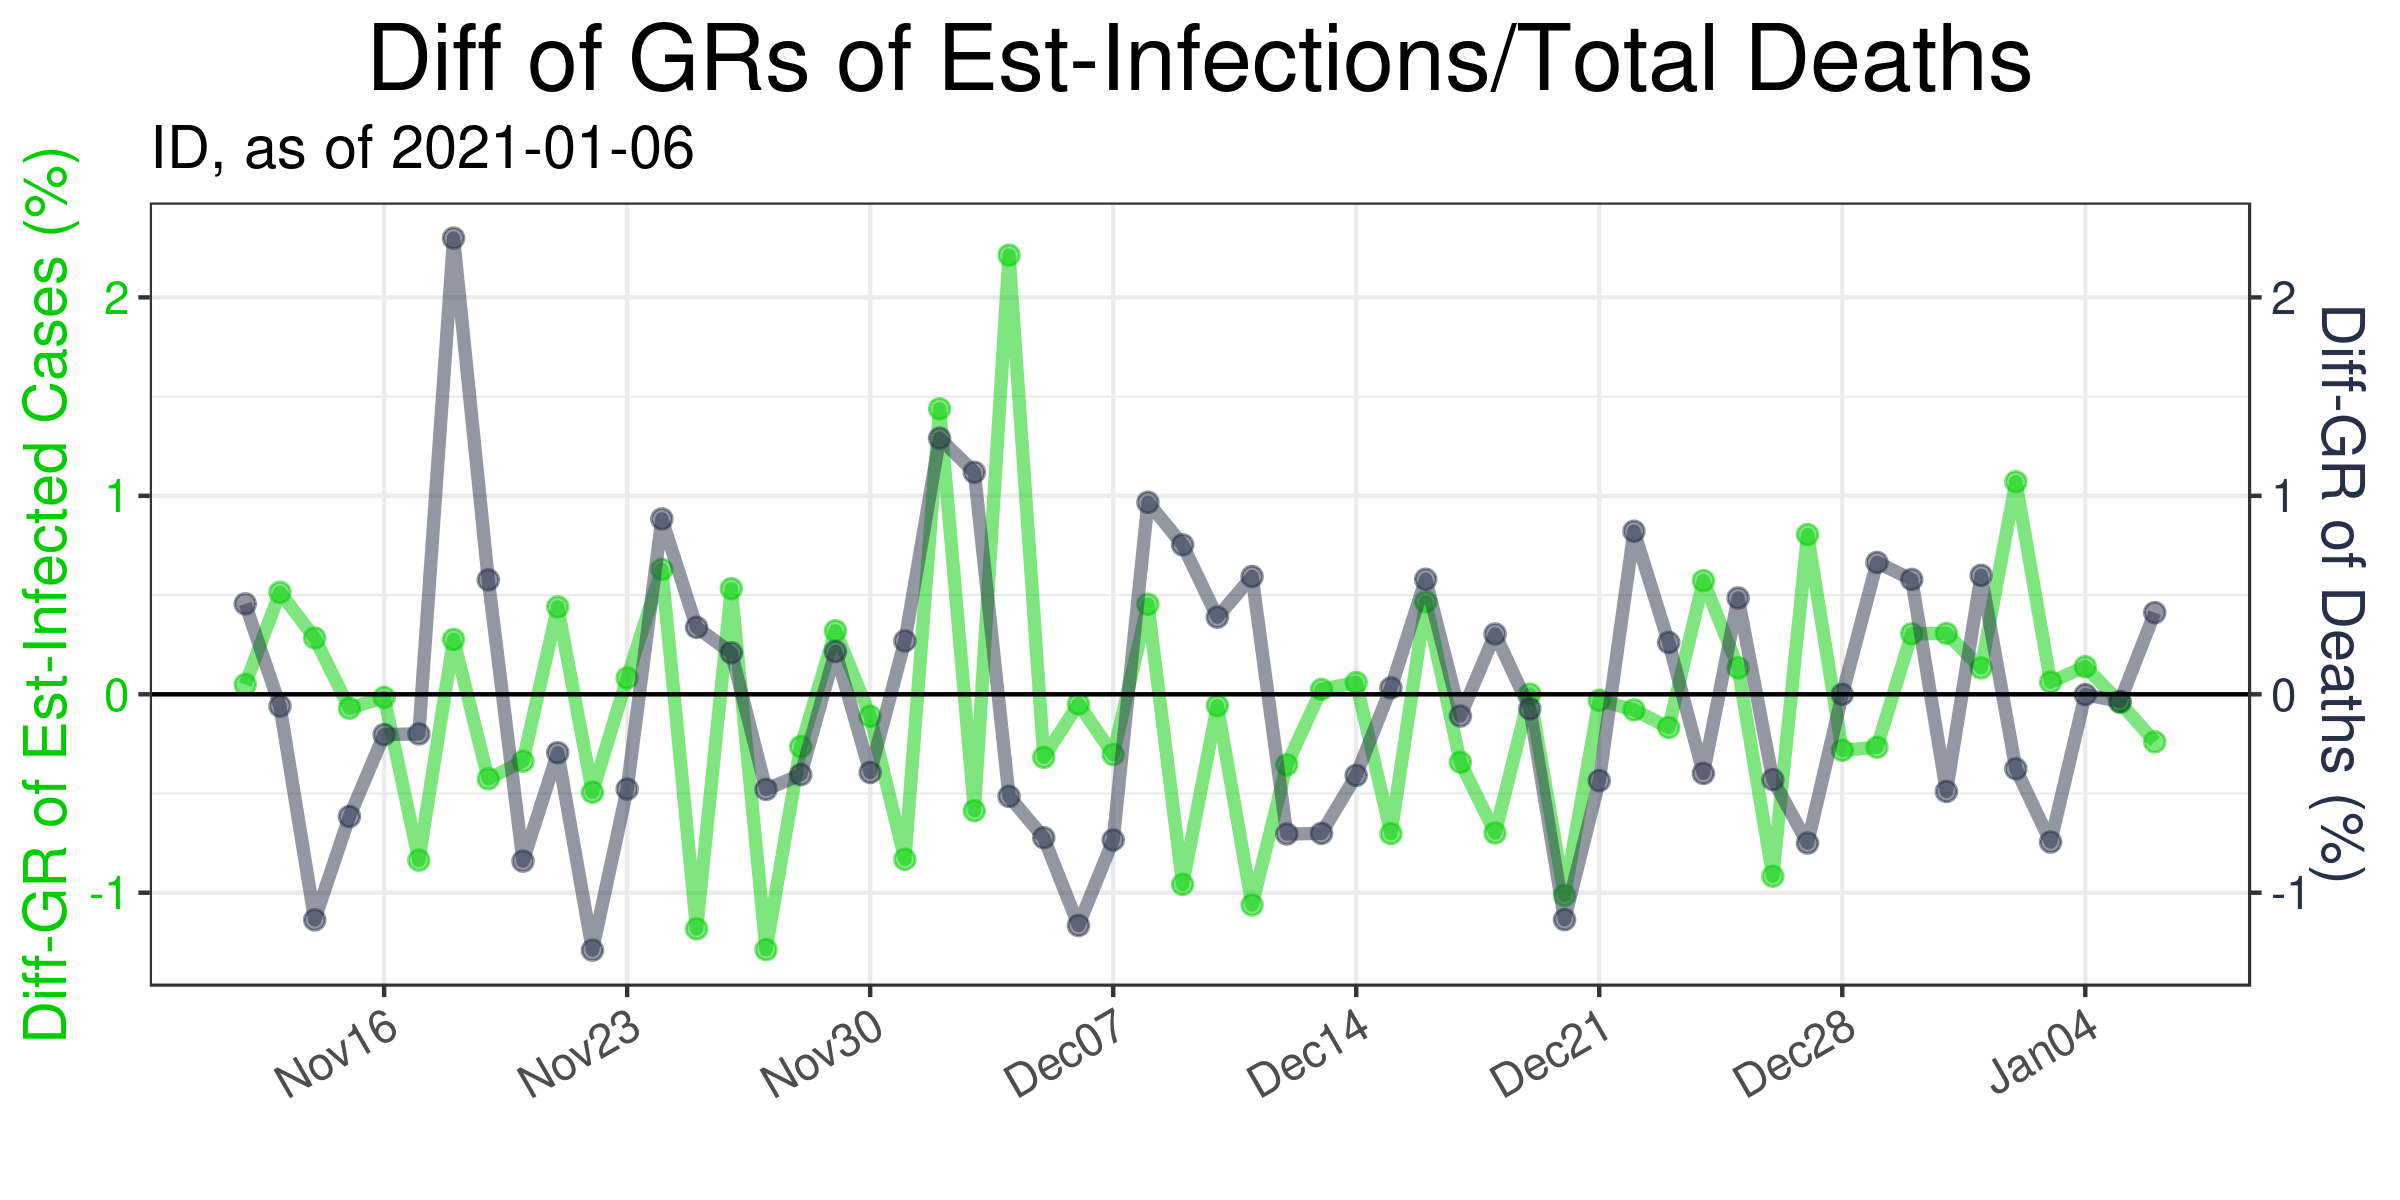 Diff of GRs of Est-Infections/Total Deaths
ID, as of 2021-01-06
Diff-GR of Est-Infected Cases (%)
2
1
0
-1
2
1
0
-1
Diff-GR of Deaths (%)
Nov16
Nov23
Nov30
Dec07
Dec14
Dec21
Dec28
Jan04